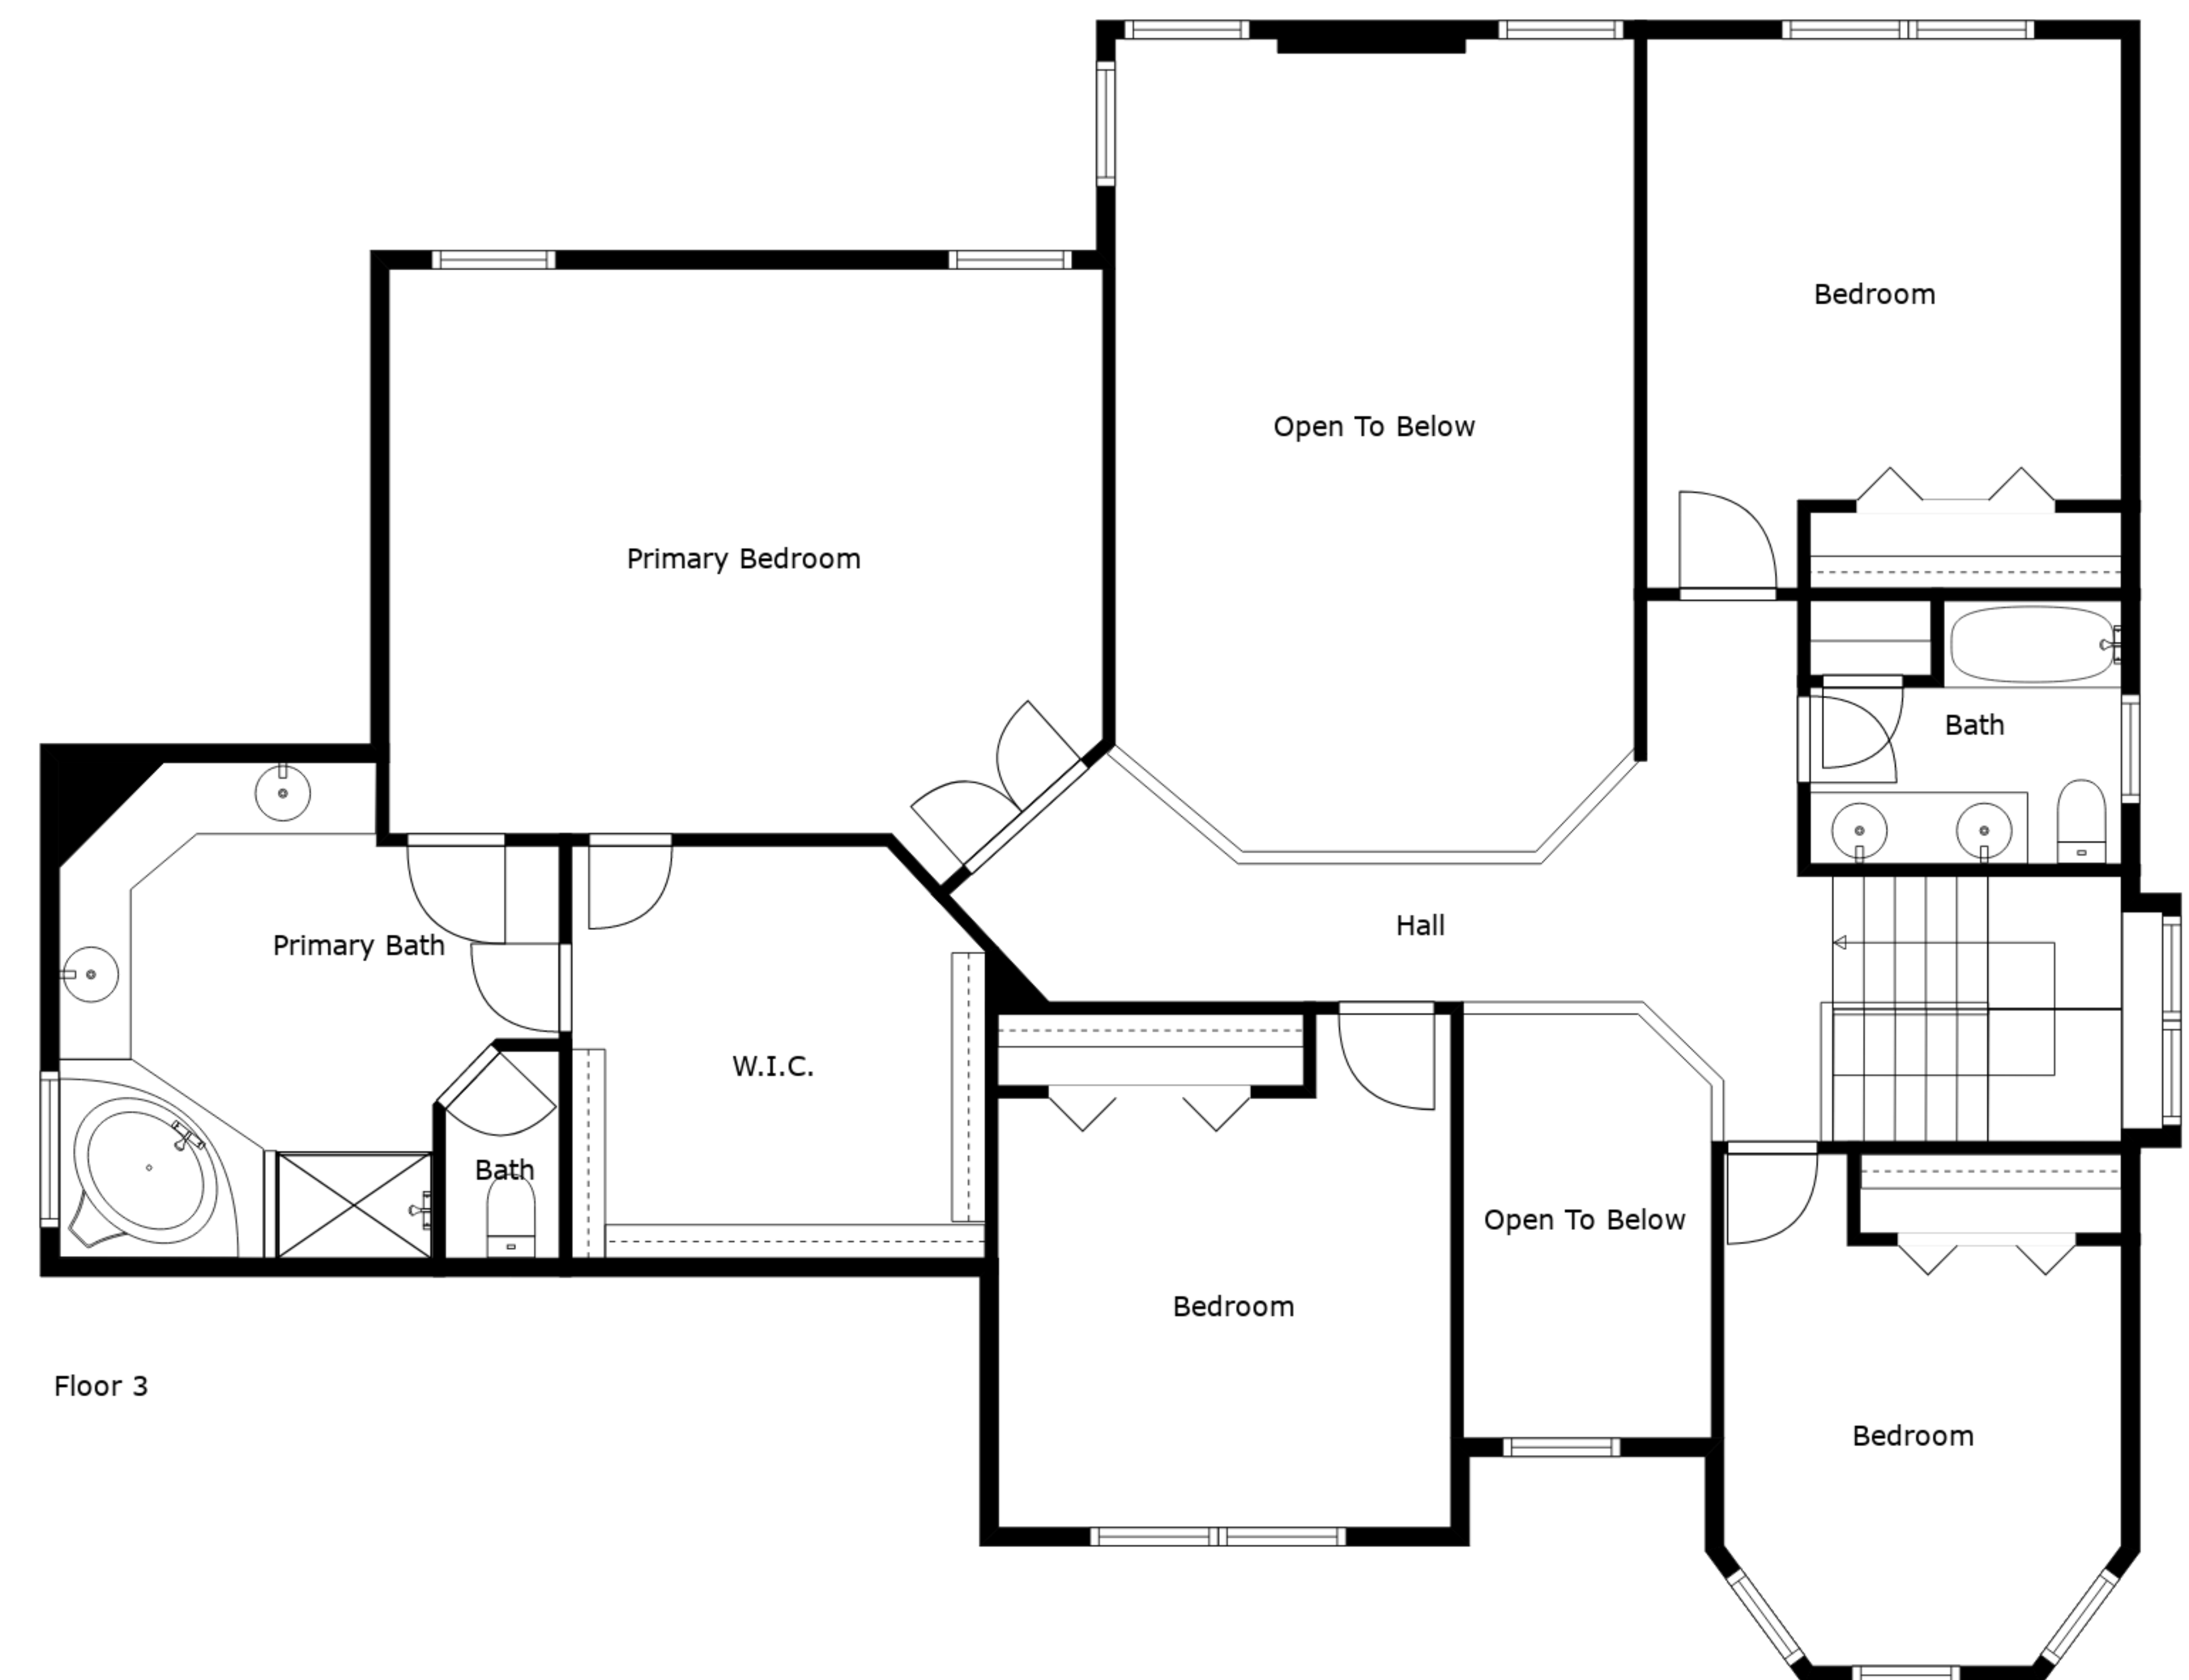 Bedroom
Open To Below
Primary Bedroom
Bath
Hall
Primary Bath
W.I.C.
Bath
Open To Below
Bedroom
Floor 3
Bedroom